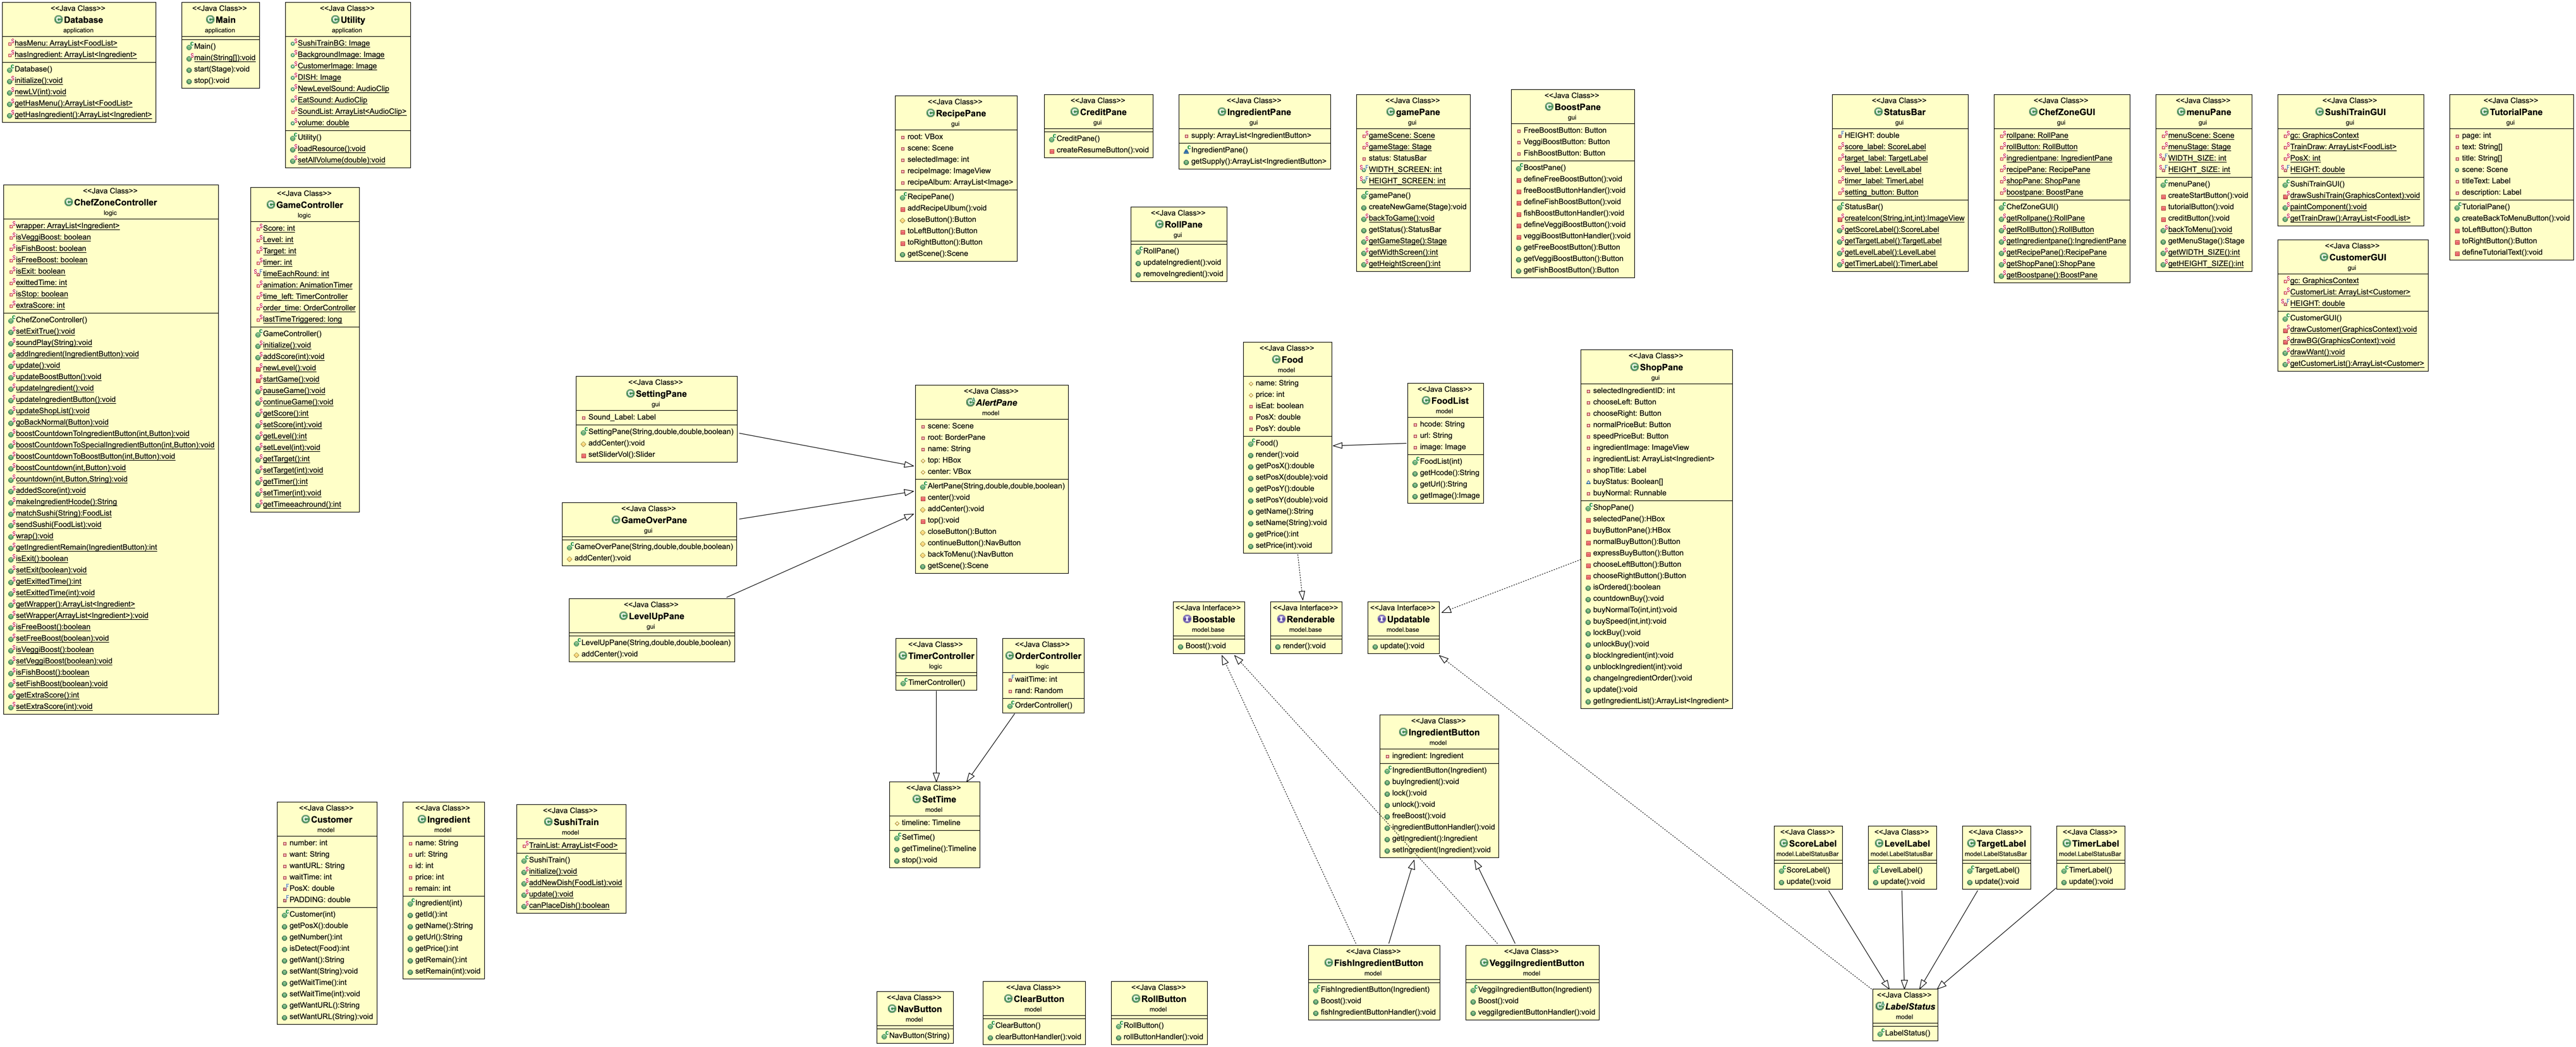 <<Java Class>>
Database
application
hasMenu: ArrayList<FoodList>
hasIngredient: ArrayList<Ingredient>
Database()
initialize():void
newLV(int):void
getHasMenu():ArrayList<FoodList>
getHasIngredient():ArrayList<Ingredient>
<<Java Class>>
Main
application
Main()
main(String[]):void
start(Stage):void
stop():void
<<Java Class>>
Utility
application
SushiTrainBG: Image
BackgroundImage: Image
CustomerImage: Image
DISH: Image
NewLevelSound: AudioClip
EatSound: AudioClip
SoundList: ArrayList<AudioClip>
volume: double
Utility()
loadResource():void
setAllVolume(double):void
<<Java Class>>
RecipePane
gui
root: VBox
scene: Scene
selectedImage: int
recipeImage: ImageView
recipeAlbum: ArrayList<Image>
RecipePane()
addRecipeUlbum():void
closeButton():Button
toLeftButton():Button
toRightButton():Button
getScene():Scene
<<Java Class>>
CreditPane
gui
CreditPane()
createResumeButton():void
<<Java Class>>
IngredientPane
gui
supply: ArrayList<IngredientButton>
IngredientPane()
getSupply():ArrayList<IngredientButton>
<<Java Class>>
RollPane
gui
RollPane()
updateIngredient():void
removeIngredient():void
<<Java Class>>
gamePane
gui
gameScene: Scene
gameStage: Stage
status: StatusBar
WIDTH_SCREEN: int
HEIGHT_SCREEN: int
gamePane()
createNewGame(Stage):void
backToGame():void
getStatus():StatusBar
getGameStage():Stage
getWidthScreen():int
getHeightScreen():int
<<Java Class>>
BoostPane
gui
FreeBoostButton: Button
VeggiBoostButton: Button
FishBoostButton: Button
BoostPane()
defineFreeBoostButton():void
freeBoostButtonHandler():void
defineFishBoostButton():void
fishBoostButtonHandler():void
defineVeggiBoostButton():void
veggiBoostButtonHandler():void
getFreeBoostButton():Button
getVeggiBoostButton():Button
getFishBoostButton():Button
<<Java Class>>
StatusBar
gui
HEIGHT: double
score_label: ScoreLabel
target_label: TargetLabel
level_label: LevelLabel
timer_label: TimerLabel
setting_button: Button
StatusBar()
createIcon(String,int,int):ImageView
getScoreLabel():ScoreLabel
getTargetLabel():TargetLabel
getLevelLabel():LevelLabel
getTimerLabel():TimerLabel
<<Java Class>>
ChefZoneGUI
gui
rollpane: RollPane
rollButton: RollButton
ingredientpane: IngredientPane
recipePane: RecipePane
shopPane: ShopPane
boostpane: BoostPane
ChefZoneGUI()
getRollpane():RollPane
getRollButton():RollButton
getIngredientpane():IngredientPane
getRecipePane():RecipePane
getShopPane():ShopPane
getBoostpane():BoostPane
<<Java Class>>
menuPane
gui
menuScene: Scene
menuStage: Stage
WIDTH_SIZE: int
HEIGHT_SIZE: int
menuPane()
createStartButton():void
tutorialButton():void
creditButton():void
backToMenu():void
getMenuStage():Stage
getWIDTH_SIZE():int
getHEIGHT_SIZE():int
<<Java Class>>
SushiTrainGUI
gui
gc: GraphicsContext
TrainDraw: ArrayList<FoodList>
PosX: int
HEIGHT: double
SushiTrainGUI()
drawSushiTrain(GraphicsContext):void
paintComponent():void
getTrainDraw():ArrayList<FoodList>
<<Java Class>>
TutorialPane
gui
page: int
text: String[]
title: String[]
scene: Scene
titleText: Label
description: Label
TutorialPane()
createBackToMenuButton():void
toLeftButton():Button
toRightButton():Button
defineTutorialText():void
<<Java Class>>
CustomerGUI
gui
gc: GraphicsContext
CustomerList: ArrayList<Customer>
HEIGHT: double
CustomerGUI()
drawCustomer(GraphicsContext):void
drawBG(GraphicsContext):void
drawWant():void
getCustomerList():ArrayList<Customer>
<<Java Class>>
ChefZoneController
logic
wrapper: ArrayList<Ingredient>
isVeggiBoost: boolean
isFishBoost: boolean
isFreeBoost: boolean
isExit: boolean
exittedTime: int
isStop: boolean
extraScore: int
ChefZoneController()
setExitTrue():void
soundPlay(String):void
addIngredient(IngredientButton):void
update():void
updateBoostButton():void
updateIngredient():void
updateIngredientButton():void
updateShopList():void
goBackNormal(Button):void
boostCountdownToIngredientButton(int,Button):void
boostCountdownToSpecialIngredientButton(int,Button):void
boostCountdownToBoostButton(int,Button):void
boostCountdown(int,Button):void
countdown(int,Button,String):void
addedScore(int):void
makeIngredientHcode():String
matchSushi(String):FoodList
sendSushi(FoodList):void
wrap():void
getIngredientRemain(IngredientButton):int
isExit():boolean
setExit(boolean):void
getExittedTime():int
setExittedTime(int):void
getWrapper():ArrayList<Ingredient>
setWrapper(ArrayList<Ingredient>):void
isFreeBoost():boolean
setFreeBoost(boolean):void
isVeggiBoost():boolean
setVeggiBoost(boolean):void
isFishBoost():boolean
setFishBoost(boolean):void
getExtraScore():int
setExtraScore(int):void
<<Java Class>>
GameController
logic
Score: int
Level: int
Target: int
timer: int
timeEachRound: int
animation: AnimationTimer
time_left: TimerController
order_time: OrderController
lastTimeTriggered: long
GameController()
initialize():void
addScore(int):void
newLevel():void
startGame():void
pauseGame():void
continueGame():void
getScore():int
setScore(int):void
getLevel():int
setLevel(int):void
getTarget():int
setTarget(int):void
getTimer():int
setTimer(int):void
getTimeeachround():int
<<Java Class>>
SettingPane
gui
Sound_Label: Label
SettingPane(String,double,double,boolean)
addCenter():void
setSliderVol():Slider
<<Java Class>>
GameOverPane
gui
GameOverPane(String,double,double,boolean)
addCenter():void
<<Java Class>>
LevelUpPane
gui
LevelUpPane(String,double,double,boolean)
addCenter():void
<<Java Class>>
AlertPane
model
scene: Scene
root: BorderPane
name: String
top: HBox
center: VBox
AlertPane(String,double,double,boolean)
center():void
addCenter():void
top():void
closeButton():Button
continueButton():NavButton
backToMenu():NavButton
getScene():Scene
<<Java Class>>
Food
model
name: String
price: int
isEat: boolean
PosX: double
PosY: double
Food()
render():void
getPosX():double
setPosX(double):void
getPosY():double
setPosY(double):void
getName():String
setName(String):void
getPrice():int
setPrice(int):void
<<Java Class>>
FoodList
model
hcode: String
url: String
image: Image
FoodList(int)
getHcode():String
getUrl():String
getImage():Image
<<Java Class>>
ShopPane
gui
selectedIngredientID: int
chooseLeft: Button
chooseRight: Button
normalPriceBut: Button
speedPriceBut: Button
ingredientImage: ImageView
ingredientList: ArrayList<Ingredient>
shopTitle: Label
buyStatus: Boolean[]
buyNormal: Runnable
ShopPane()
selectedPane():HBox
buyButtonPane():HBox
normalBuyButton():Button
expressBuyButton():Button
chooseLeftButton():Button
chooseRightButton():Button
isOrdered():boolean
countdownBuy():void
buyNormalTo(int,int):void
buySpeed(int,int):void
lockBuy():void
unlockBuy():void
blockIngredient(int):void
unblockIngredient(int):void
changeIngredientOrder():void
update():void
getIngredientList():ArrayList<Ingredient>
<<Java Interface>>
Boostable
model.base
Boost():void
<<Java Interface>>
Renderable
model.base
render():void
<<Java Interface>>
Updatable
model.base
update():void
<<Java Class>>
TimerController
logic
TimerController()
<<Java Class>>
OrderController
logic
waitTime: int
rand: Random
OrderController()
<<Java Class>>
SetTime
model
timeline: Timeline
SetTime()
getTimeline():Timeline
stop():void
<<Java Class>>
IngredientButton
model
ingredient: Ingredient
IngredientButton(Ingredient)
buyIngredient():void
lock():void
unlock():void
freeBoost():void
ingredientButtonHandler():void
getIngredient():Ingredient
setIngredient(Ingredient):void
<<Java Class>>
Customer
model
number: int
want: String
wantURL: String
waitTime: int
PosX: double
PADDING: double
Customer(int)
getPosX():double
getNumber():int
isDetect(Food):int
getWant():String
setWant(String):void
getWaitTime():int
setWaitTime(int):void
getWantURL():String
setWantURL(String):void
<<Java Class>>
Ingredient
model
name: String
url: String
id: int
price: int
remain: int
Ingredient(int)
getId():int
getName():String
getUrl():String
getPrice():int
getRemain():int
setRemain(int):void
<<Java Class>>
SushiTrain
model
TrainList: ArrayList<Food>
SushiTrain()
initialize():void
addNewDish(FoodList):void
update():void
canPlaceDish():boolean
<<Java Class>>
ScoreLabel
model.LabelStatusBar
ScoreLabel()
update():void
<<Java Class>>
LevelLabel
model.LabelStatusBar
LevelLabel()
update():void
<<Java Class>>
TargetLabel
model.LabelStatusBar
TargetLabel()
update():void
<<Java Class>>
TimerLabel
model.LabelStatusBar
TimerLabel()
update():void
<<Java Class>>
FishIngredientButton
model
FishIngredientButton(Ingredient)
Boost():void
fishIngredientButtonHandler():void
<<Java Class>>
VeggiIngredientButton
model
VeggiIngredientButton(Ingredient)
Boost():void
veggiIgredientButtonHandler():void
<<Java Class>>
NavButton
model
NavButton(String)
<<Java Class>>
ClearButton
model
ClearButton()
clearButtonHandler():void
<<Java Class>>
RollButton
model
RollButton()
rollButtonHandler():void
<<Java Class>>
LabelStatus
model
LabelStatus()